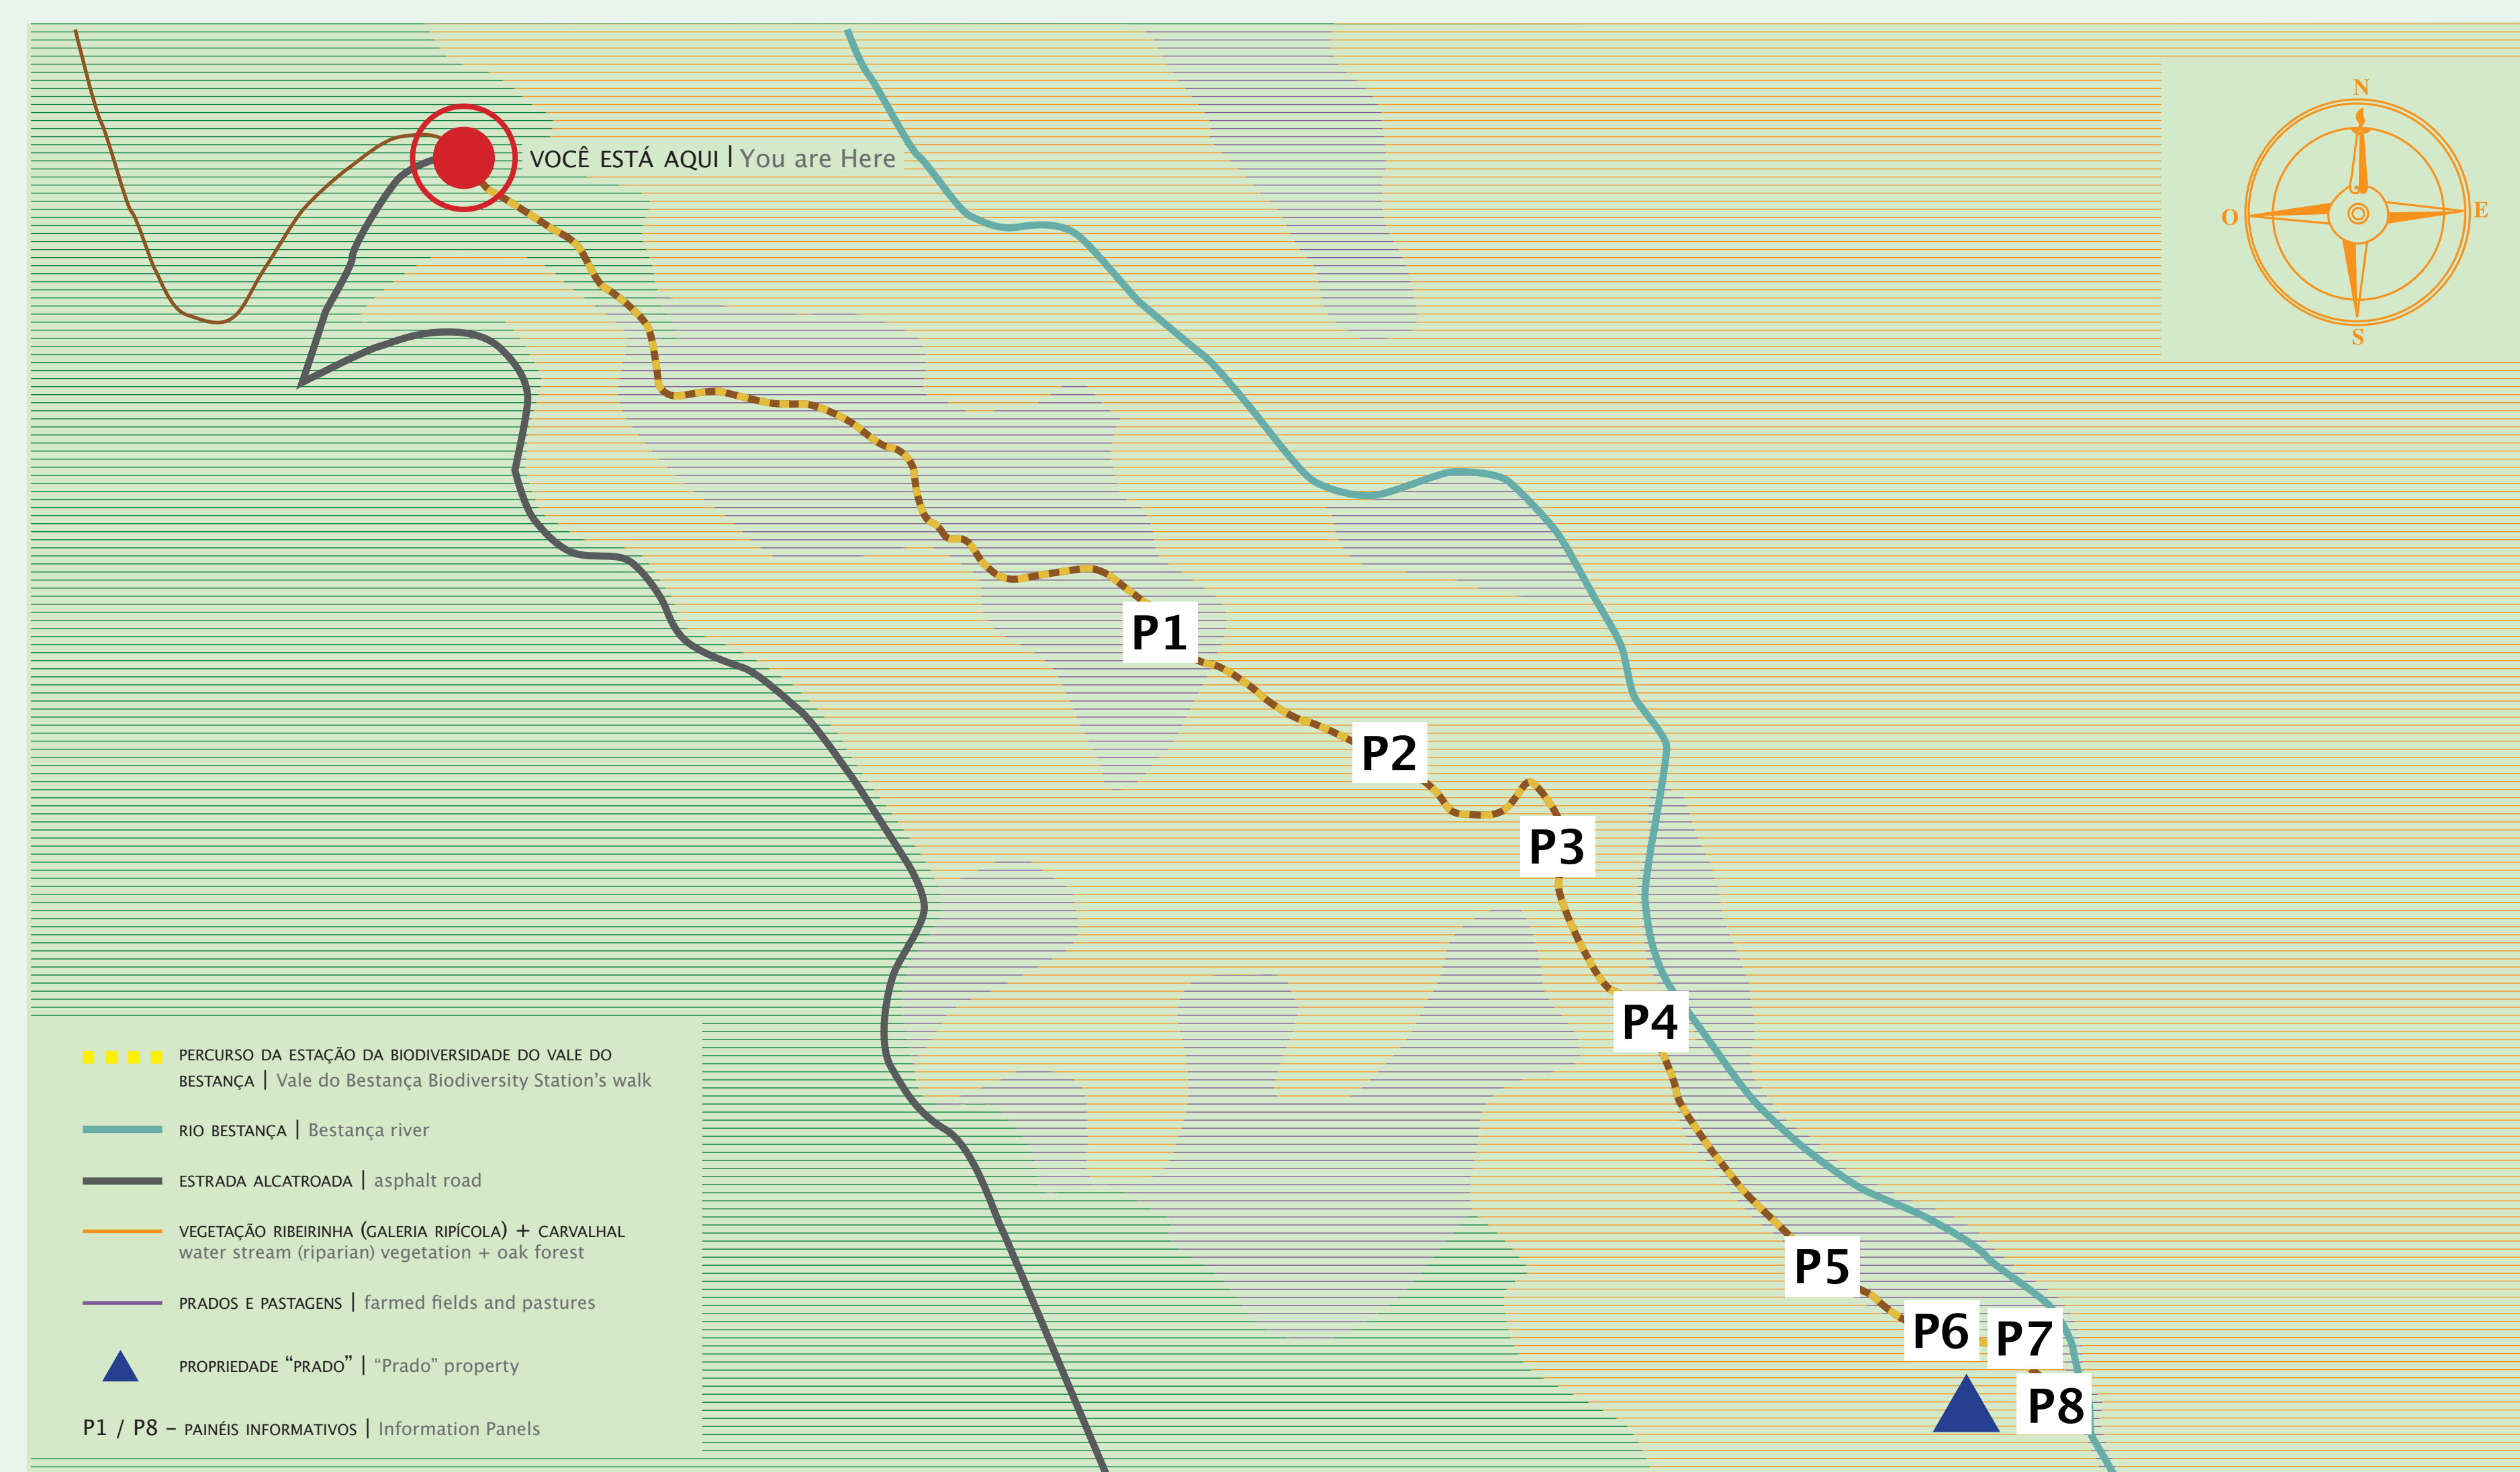 N
VOCÊ ESTÁ AQUI | You are Here
O
E
S
P1
P2
P3
P4
P5
P6
P7
P8
PERCURSO DA ESTAÇÃO DA BIODIVERSIDADE DO VALE DO
BESTANÇA | Vale do Bestança Biodiversity Station's walk
RIO BESTANÇA | Bestança river
ESTRADA ALCATROADA | asphalt road
VEGETAÇÃO RIBEIRINHA (GALERIA RIPÍCOLA) + CARVALHAL
water stream (riparian) vegetation + oak forest
PRADOS E PASTAGENS | farmed fields and pastures
PROPRIEDADE “PRADO” | “Prado” property
P1 / P8 – PAINÉIS INFORMATIVOS | Information Panels